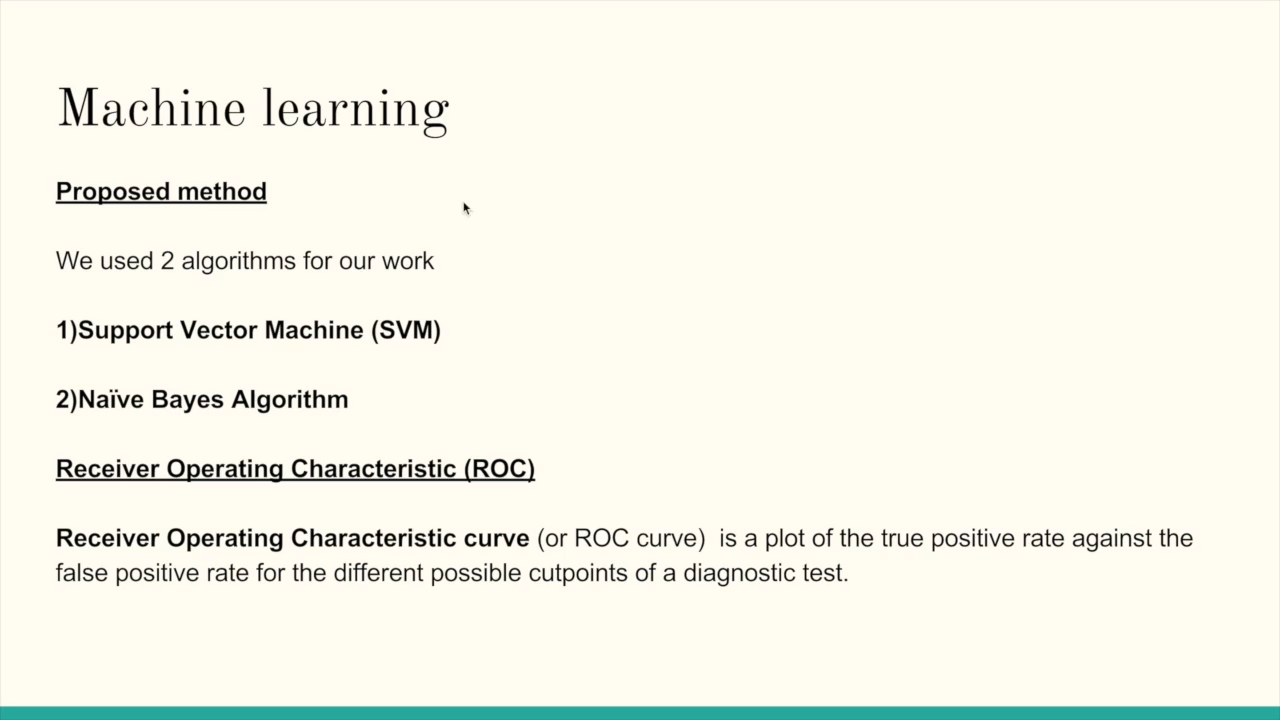 Machine learning
Proposed method
We used 2 algorithms for our work
1)Support Vector Machine (SVM)
2)Naïve Bayes Algorithm
Receiver Operating Characteristic (ROC)
Receiver Operating Characteristic curve (or ROC curve)  is a plot of the true positive rate against the
false positive rate for the different possible cutpoints of a diagnostic test.